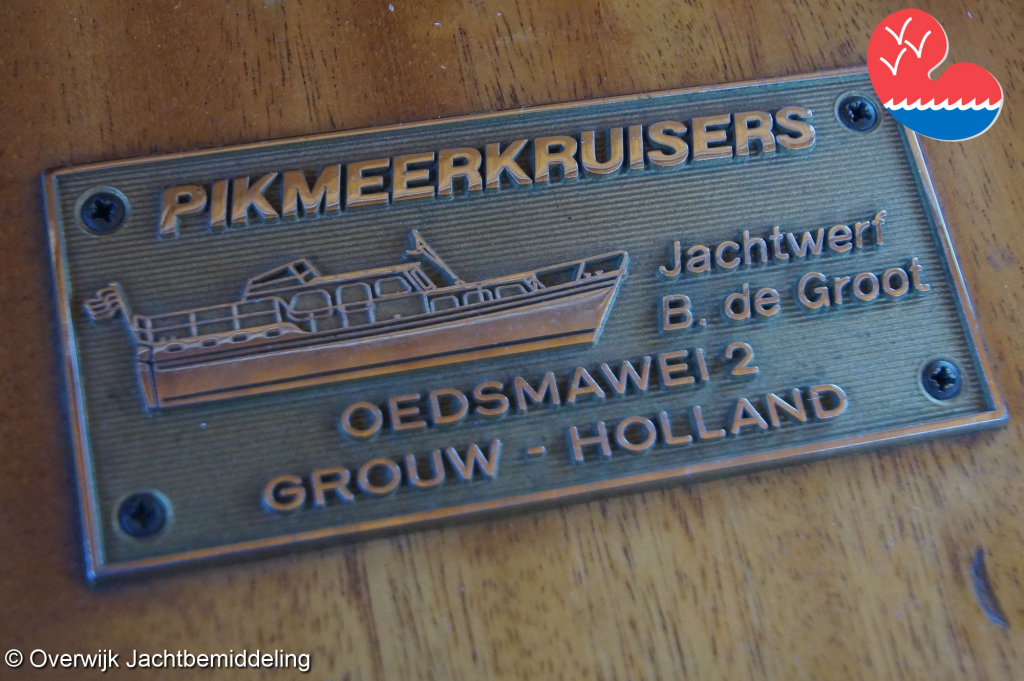 PIKMEERKRUISERS
Jachtwerf
B. de Groot
OEDSMAWEI 2
GROUW - HOLLAND
© Overwijk Jachtbemiddeling